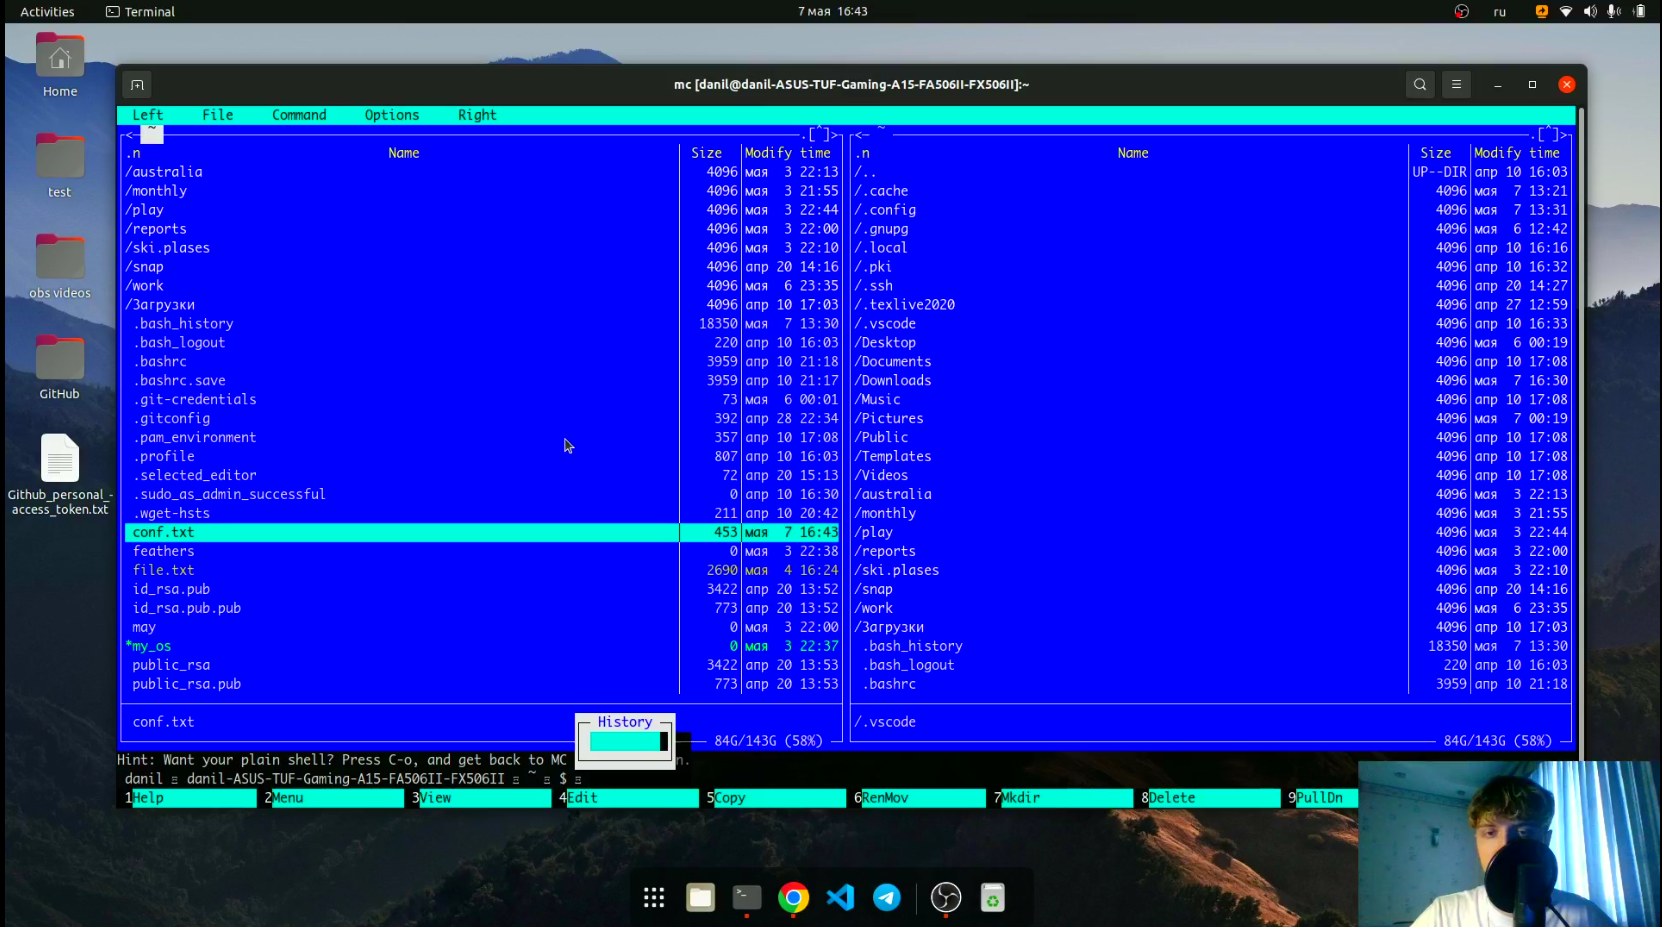 Activities Terminal 7 мая 16:43 ru
Home
test
obs videos
GitHub
Github_personal_-
access_token.txt
mc [danil@danil-ASUS-TUF-Gaming-A15-FA506II-FX506II]:~
Left File Command Options Right
<─ ~ .[^]>
.n Name Size Modify time
/australia 4096 мая 3 22:13
/monthly 4096 мая 3 21:55
/play 4096 мая 3 22:44
/reports 4096 мая 3 22:00
/ski.plases 4096 мая 3 22:10
/snap 4096 апр 20 14:16
/work 4096 мая 6 23:35
/Загрузки 4096 апр 10 17:03
.bash_history 18350 мая 7 13:30
.bash_logout 220 апр 10 16:03
.bashrc 3959 апр 10 21:18
.bashrc.save 3959 апр 10 21:17
.git-credentials 73 мая 6 00:01
.gitconfig 392 апр 28 22:34
.pam_environment 357 апр 10 17:08
.profile 807 апр 10 16:03
.selected_editor 72 апр 20 15:13
.sudo_as_admin_successful 0 апр 10 16:30
.wget-hsts 211 апр 10 20:42
conf.txt 453 мая 7 16:43
feathers 0 мая 3 22:38
file.txt 2690 мая 4 16:24
id_rsa.pub 3422 апр 20 13:52
id_rsa.pub.pub 773 апр 20 13:52
may 0 мая 3 22:00
*my_os 0 мая 3 22:37
public_rsa 3422 апр 20 13:53
public_rsa.pub 773 апр 20 13:53
conf.txt
84G/143G (58%)
<─ ~ .[^]>
.n Name Size Modify time
/.. UP--DIR апр 10 16:03
/.cache 4096 мая 7 13:21
/.config 4096 мая 7 13:31
/.gnupg 4096 мая 6 12:42
/.local 4096 апр 10 16:16
/.pki 4096 апр 10 16:32
/.ssh 4096 апр 20 14:27
/.texlive2020 4096 апр 27 12:59
/.vscode 4096 апр 10 16:33
/Desktop 4096 мая 6 00:19
/Documents 4096 апр 10 17:08
/Downloads 4096 мая 7 16:30
/Music 4096 апр 10 17:08
/Pictures 4096 мая 7 00:19
/Public 4096 апр 10 17:08
/Templates 4096 апр 10 17:08
/Videos 4096 апр 10 17:08
/australia 4096 мая 3 22:13
/monthly 4096 мая 3 21:55
/play 4096 мая 3 22:44
/reports 4096 мая 3 22:00
/ski.plases 4096 мая 3 22:10
/snap 4096 апр 20 14:16
/work 4096 мая 6 23:35
/Загрузки 4096 апр 10 17:03
.bash_history 18350 мая 7 13:30
.bash_logout 220 апр 10 16:03
.bashrc 3959 апр 10 21:18
/.vscode
84G/143G (58%)
History
Hint: Want your plain shell? Press C-o, and get back to MC n.
danil danil-ASUS-TUF-Gaming-A15-FA506II-FX506II ~ $
1Help 2Menu 3View 4Edit 5Copy 6RenMov 7Mkdir 8Delete 9PullDn